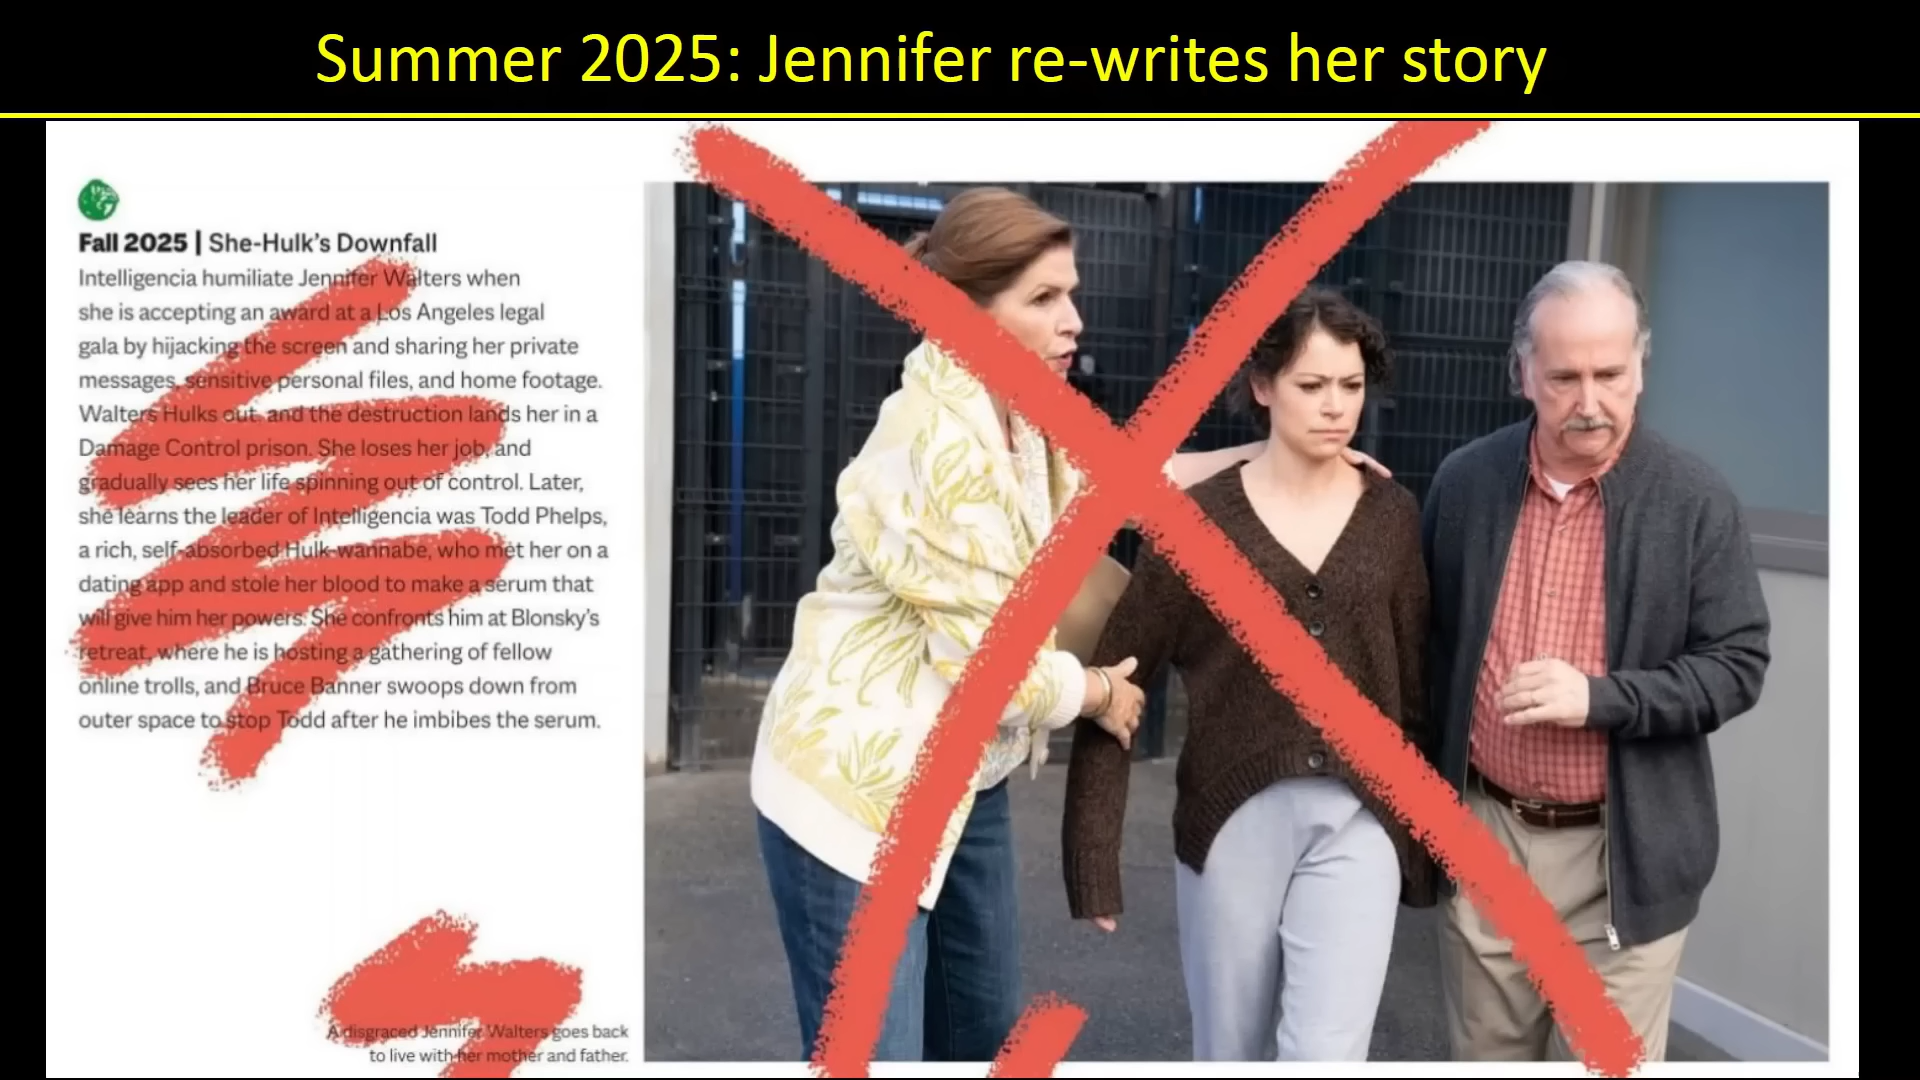 Summer 2025: Jennifer re-writes her story
Fall 2025 | She-Hulk's Downfall
Intelligencia humiliate Jennifer Walters when
she is accepting an award at a Los Angeles legal
gala by hijacking the screen and sharing her private
messages, sensitive personal files, and home footage.
Walters Hulks out, and the destruction lands her in a
Damage Control prison. She loses her job, and
gradually sees her life spinning out of control. Later,
she learns the leader of Intelligencia was Todd Phelps,
a rich, self-absorbed Hulk-wannabe, who met her on a
dating app and stole her blood to make a serum that
will give him her powers. She confronts him at Blonsky's
retreat, where he is hosting a gathering of fellow
online trolls, and Bruce Banner swoops down from
outer space to stop Todd after he imbibes the serum.
A disgraced Jennifer Walters goes back
to live with her mother and father.